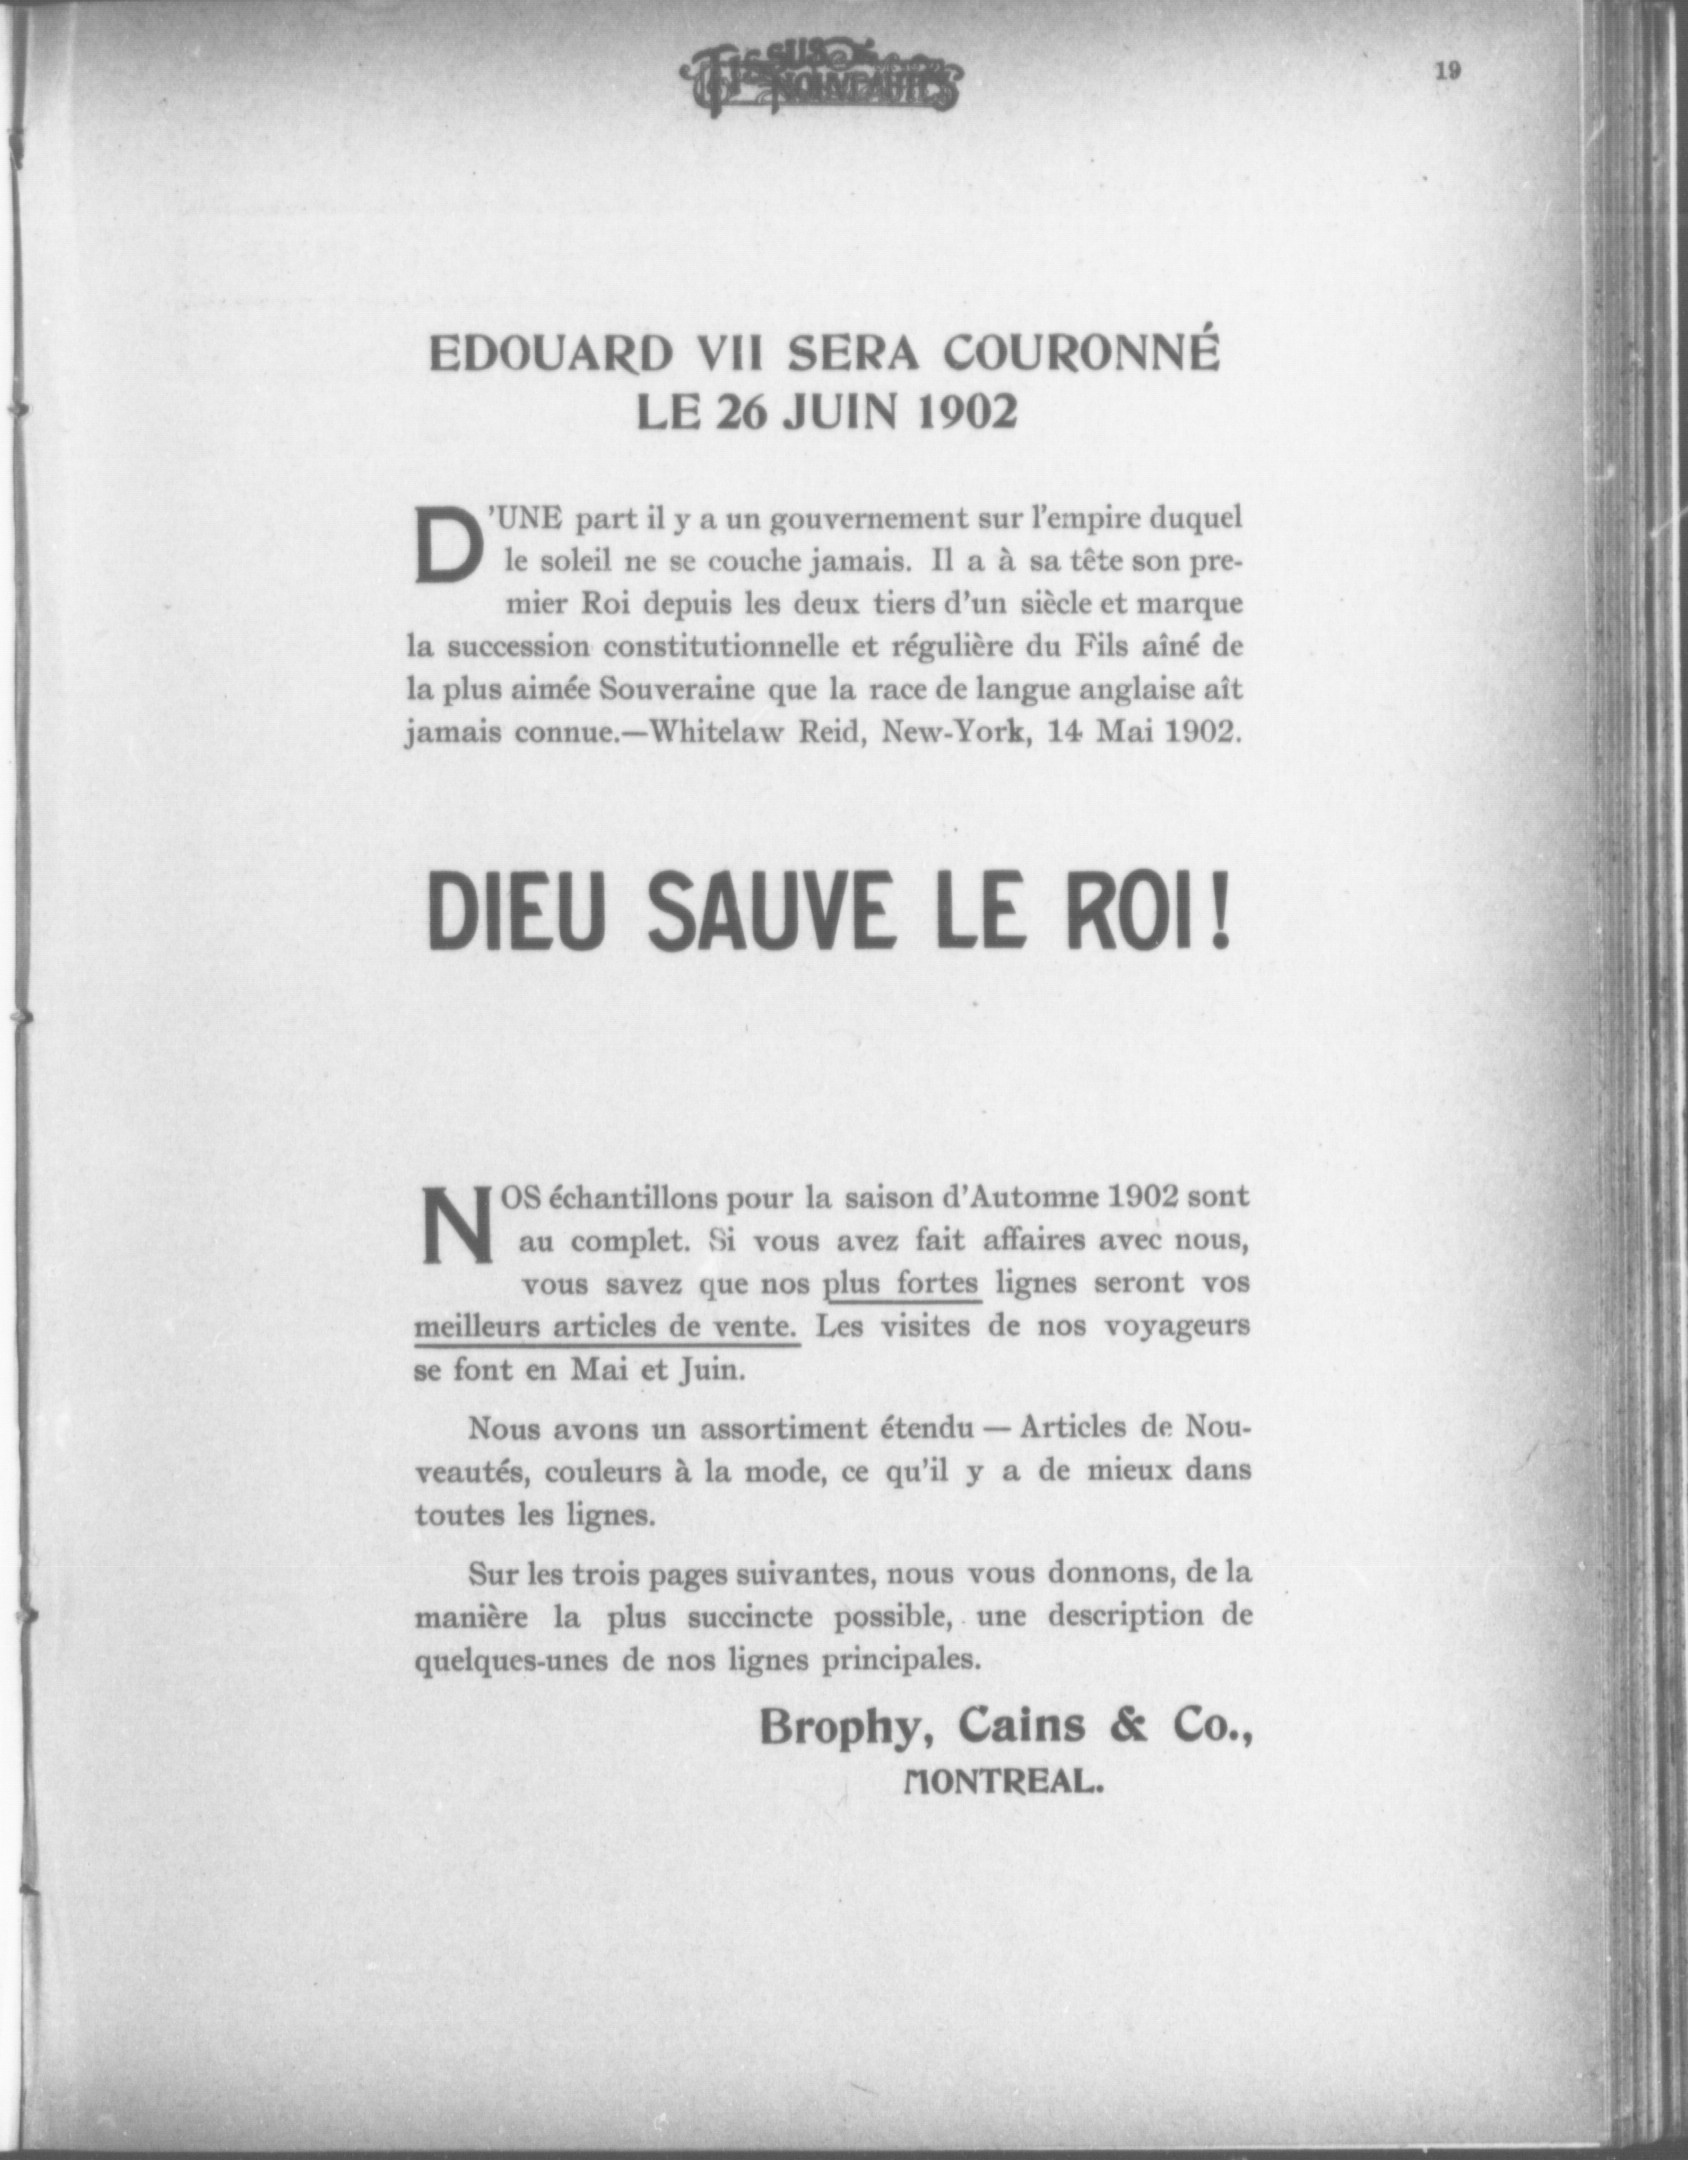 TISSUS & NOUVEAUTÉS
19
EDOUARD VII SERA COURONNÉ
LE 26 JUIN 1902
D'UNE part il y a un gouvernement sur l'empire duquel
le soleil ne se couche jamais. Il a à sa tête son pre-
mier Roi depuis les deux tiers d'un siècle et marque
la succession constitutionnelle et régulière du Fils aîné de
la plus aimée Souveraine que la race de langue anglaise aît
jamais connue.—Whitelaw Reid, New-York, 14 Mai 1902.
DIEU SAUVE LE ROI!
NOS échantillons pour la saison d'Automne 1902 sont
au complet. Si vous avez fait affaires avec nous,
vous savez que nos plus fortes lignes seront vos
meilleurs articles de vente. Les visites de nos voyageurs
se font en Mai et Juin.
Nous avons un assortiment étendu — Articles de Nou-
veautés, couleurs à la mode, ce qu'il y a de mieux dans
toutes les lignes.
Sur les trois pages suivantes, nous vous donnons, de la
manière la plus succincte possible, une description de
quelques-unes de nos lignes principales.
Brophy, Cains & Co.,
MONTREAL.